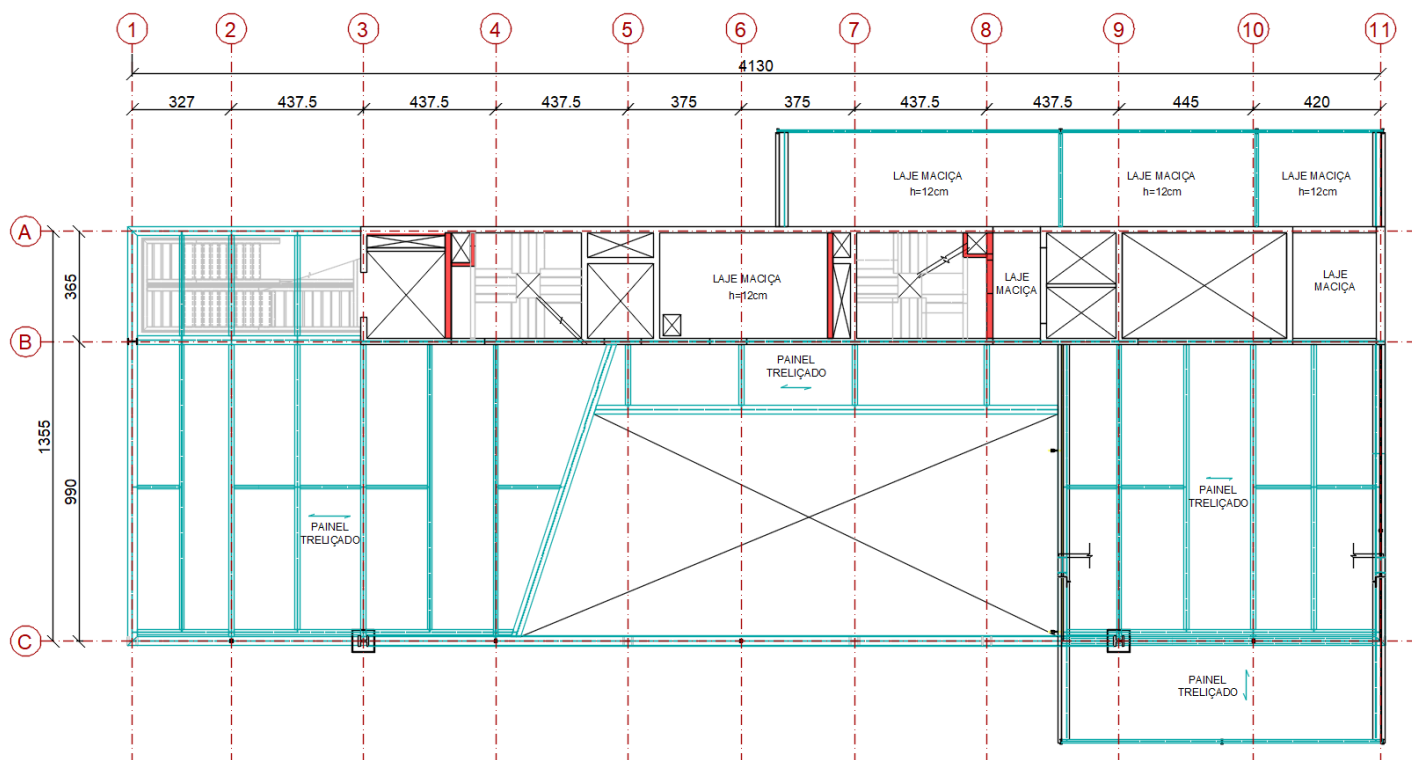 1 2 3 4 5 6 7 8 9 10 11
4130
327 437.5 437.5 437.5 375 375 437.5 437.5 445 420
LAJE MACIÇA
h=12cm
LAJE MACIÇA
h=12cm
LAJE MACIÇA
h=12cm
A
365
LAJE MACIÇA
h=12cm
LAJE
MACIÇA
LAJE
MACIÇA
B
PAINEL
TRELIÇADO
1355
990
PAINEL
TRELIÇADO
PAINEL
TRELIÇADO
C
PAINEL
TRELIÇADO